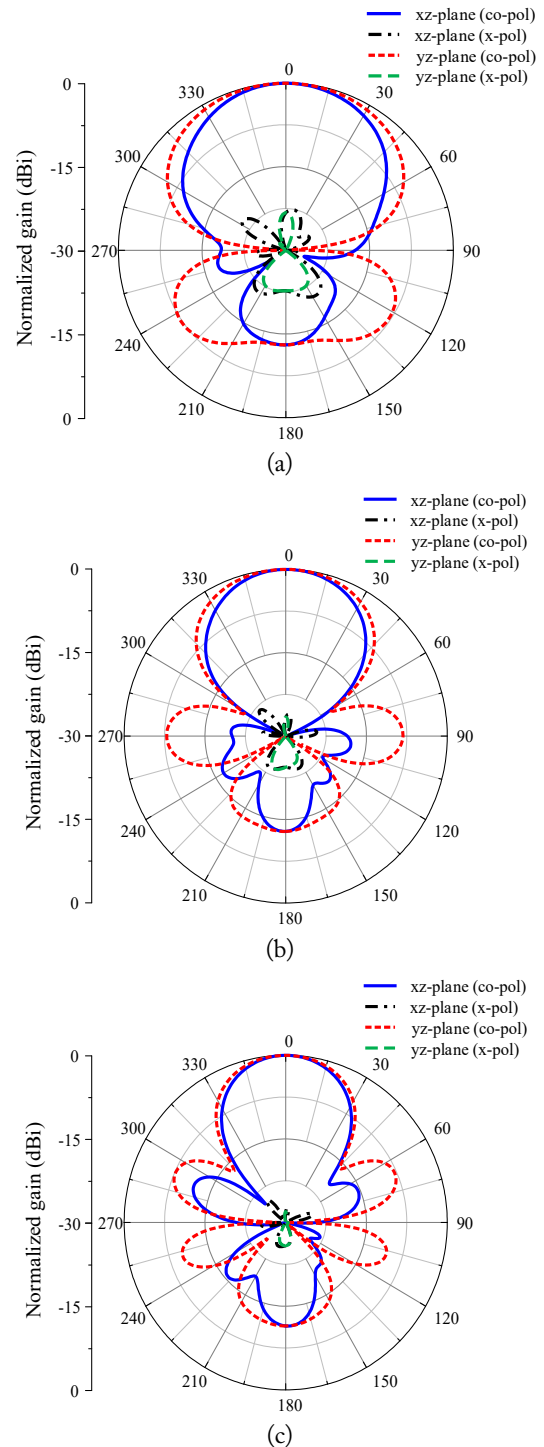 xz-plane (co-pol)
xz-plane (x-pol)
yz-plane (co-pol)
yz-plane (x-pol)
Normalized gain (dBi)
0
-15
-30
-15
0
0
30
60
90
120
150
180
210
240
270
300
330
(a)
xz-plane (co-pol)
xz-plane (x-pol)
yz-plane (co-pol)
yz-plane (x-pol)
Normalized gain (dBi)
0
-15
-30
-15
0
0
30
60
90
120
150
180
210
240
270
300
330
(b)
xz-plane (co-pol)
xz-plane (x-pol)
yz-plane (co-pol)
yz-plane (x-pol)
Normalized gain (dBi)
0
-15
-30
-15
0
0
30
60
90
120
150
180
210
240
270
300
330
(c)